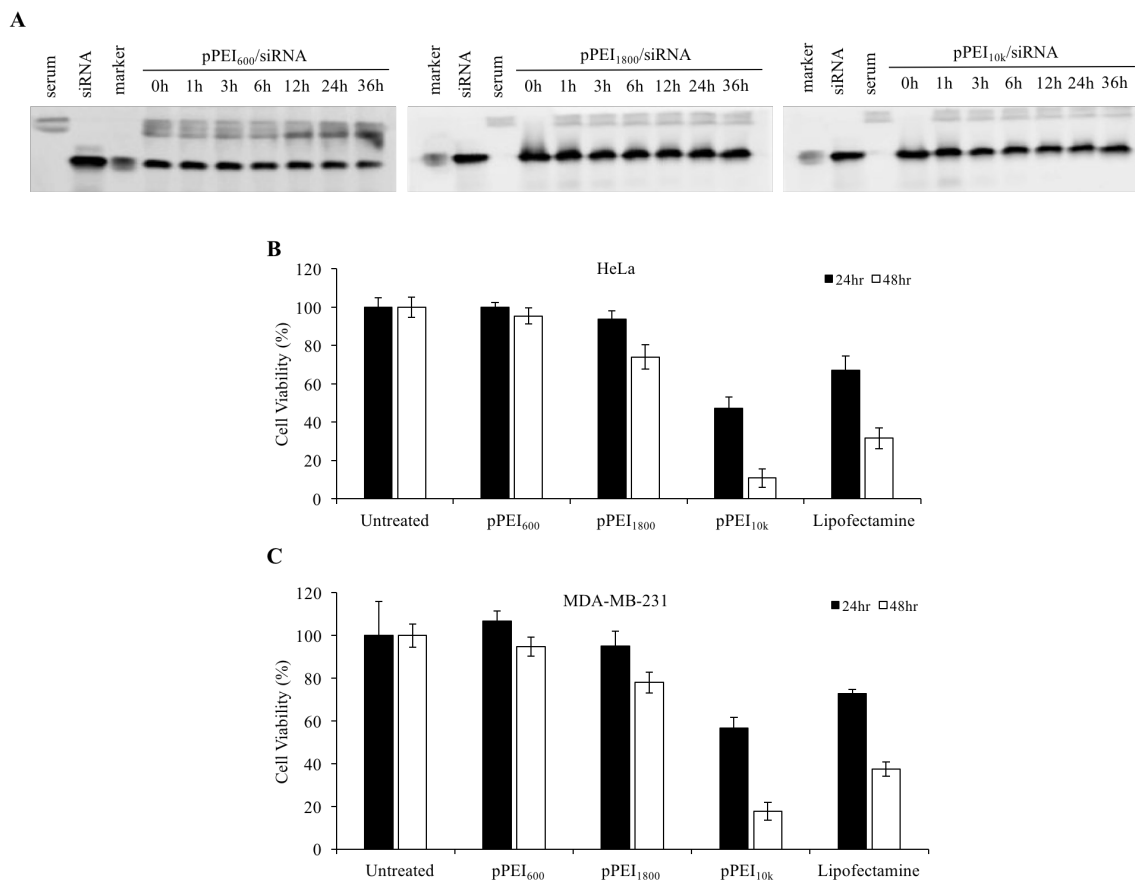 A
serum siRNA marker pPEI600/siRNA
0h 1h 3h 6h 12h 24h 36h
marker siRNA serum pPEI1800/siRNA
0h 1h 3h 6h 12h 24h 36h
marker siRNA serum pPEI10k/siRNA
0h 1h 3h 6h 12h 24h 36h
B
HeLa
24hr 48hr
Cell Viability (%)
120
100
80
60
40
20
0
Untreated pPEI600 pPEI1800 pPEI10k Lipofectamine
C
MDA-MB-231
24hr 48hr
Cell Viability (%)
120
100
80
60
40
20
0
Untreated pPEI600 pPEI1800 pPEI10k Lipofectamine